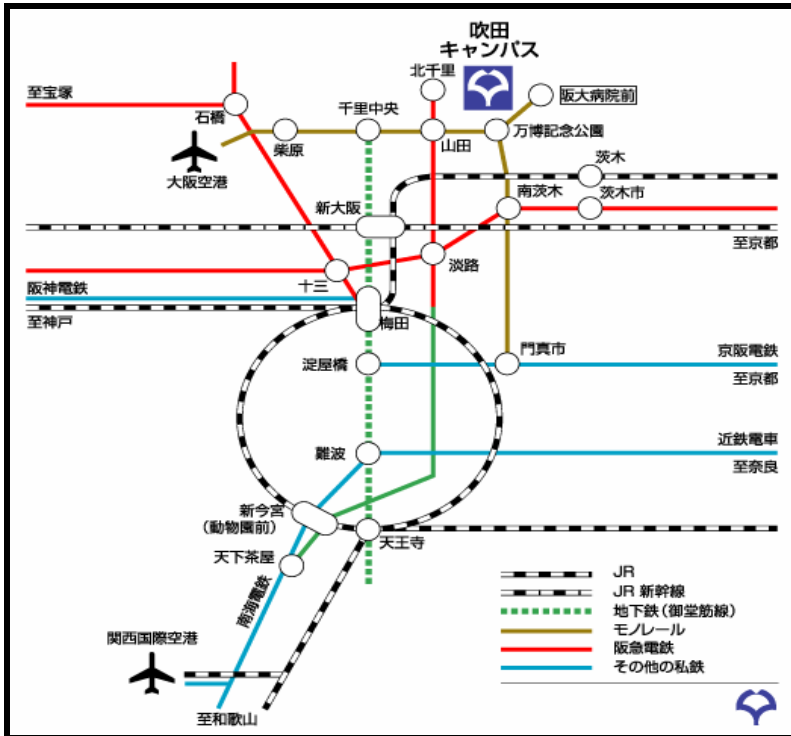 吹田
キャンパス
北千里
阪大病院前
至宝塚
石橋
千里中央
柴原
山田
万博記念公園
大阪空港
茨木
新大阪
南茨木
茨木市
至京都
淡路
十三
阪神電鉄
至神戸
梅田
淀屋橋
門真市
京阪電鉄
至京都
難波
近鉄電車
至奈良
新今宮
(動物園前)
天王寺
天下茶屋
南海電鉄
関西国際空港
至和歌山
JR
JR 新幹線
地下鉄(御堂筋線)
モノレール
阪急電鉄
その他の私鉄